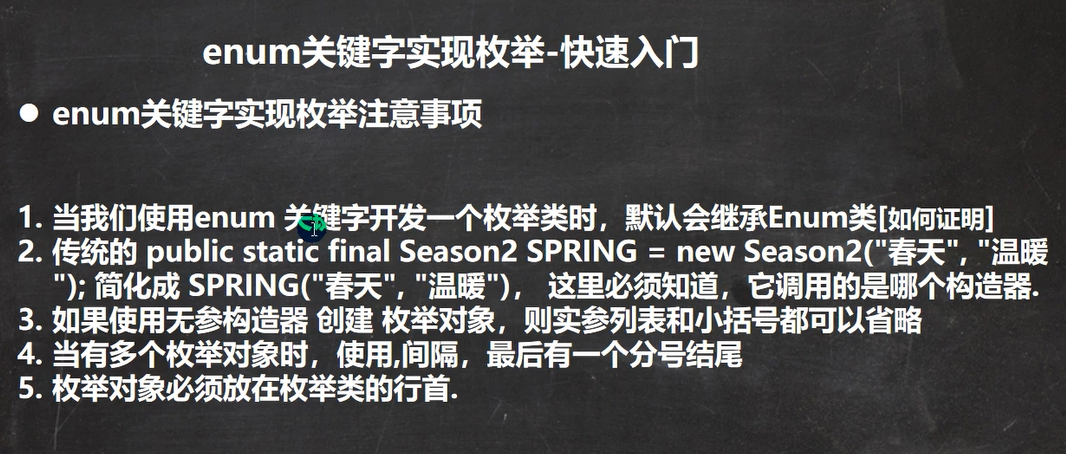 enum关键字实现枚举-快速入门
● enum关键字实现枚举注意事项
1. 当我们使用enum 关键字开发一个枚举类时，默认会继承Enum类[如何证明]
2. 传统的 public static final Season2 SPRING = new Season2("春天", "温暖
"); 简化成 SPRING("春天", "温暖")， 这里必须知道，它调用的是哪个构造器.
3. 如果使用无参构造器 创建 枚举对象，则实参列表和小括号都可以省略
4. 当有多个枚举对象时，使用,间隔，最后有一个分号结尾
5. 枚举对象必须放在枚举类的行首.